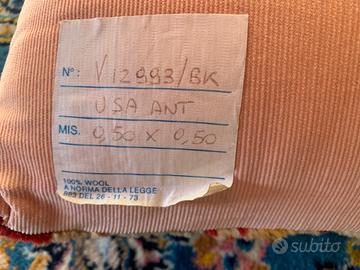 N°: V12993/BK
USA ANT
MIS. 0,50 x 0,50
100% WOOL
A NORMA DELLA LEGGE
883 DEL 26 - 11 - 73
subito